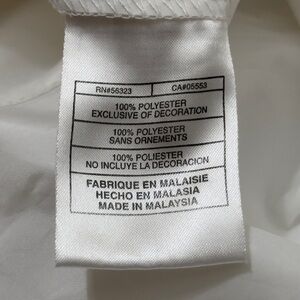 RN#56323 CA#05553
100% POLYESTER
EXCLUSIVE OF DECORATION
100% POLYESTER
SANS ORNEMENTS
100% POLIESTER
NO INCLUYE LA DECORACION
FABRIQUE EN MALAISIE
HECHO EN MALASIA
MADE IN MALAYSIA